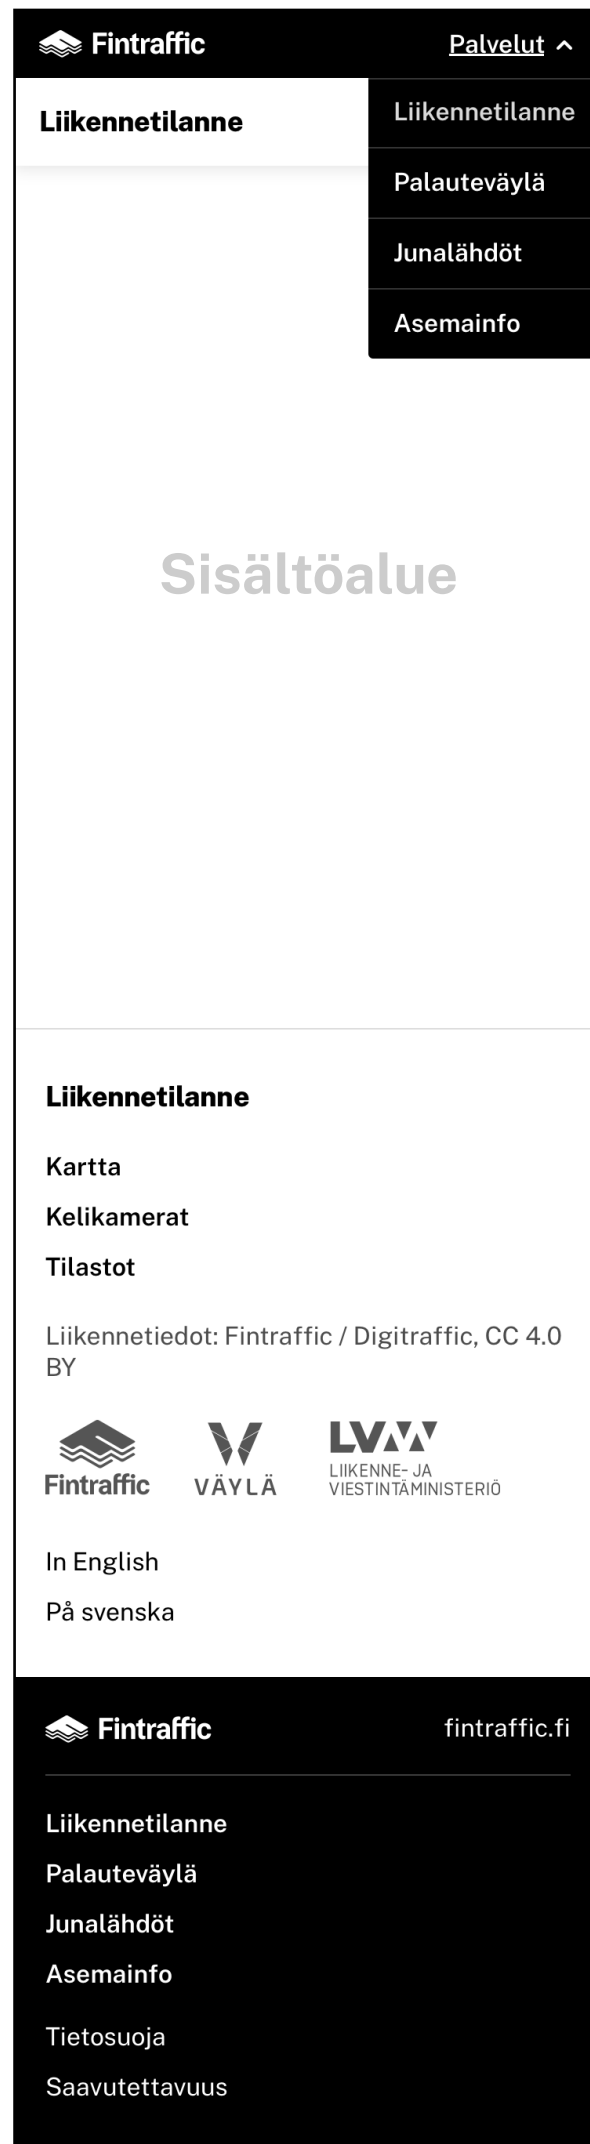 Fintraffic
Palvelut
Liikennetilanne
Liikennetilanne
Palauteväylä
Junalähdöt
Asemainfo
Sisältöalue
Liikennetilanne
Kartta
Kelikamerat
Tilastot
Liikennetiedot: Fintraffic / Digitraffic, CC 4.0
BY
Fintraffic
VÄYLÄ
LVM
LIIKENNE- JA
VIESTINTÄMINISTERIÖ
In English
På svenska
Fintraffic
fintraffic.fi
Liikennetilanne
Palauteväylä
Junalähdöt
Asemainfo
Tietosuoja
Saavutettavuus